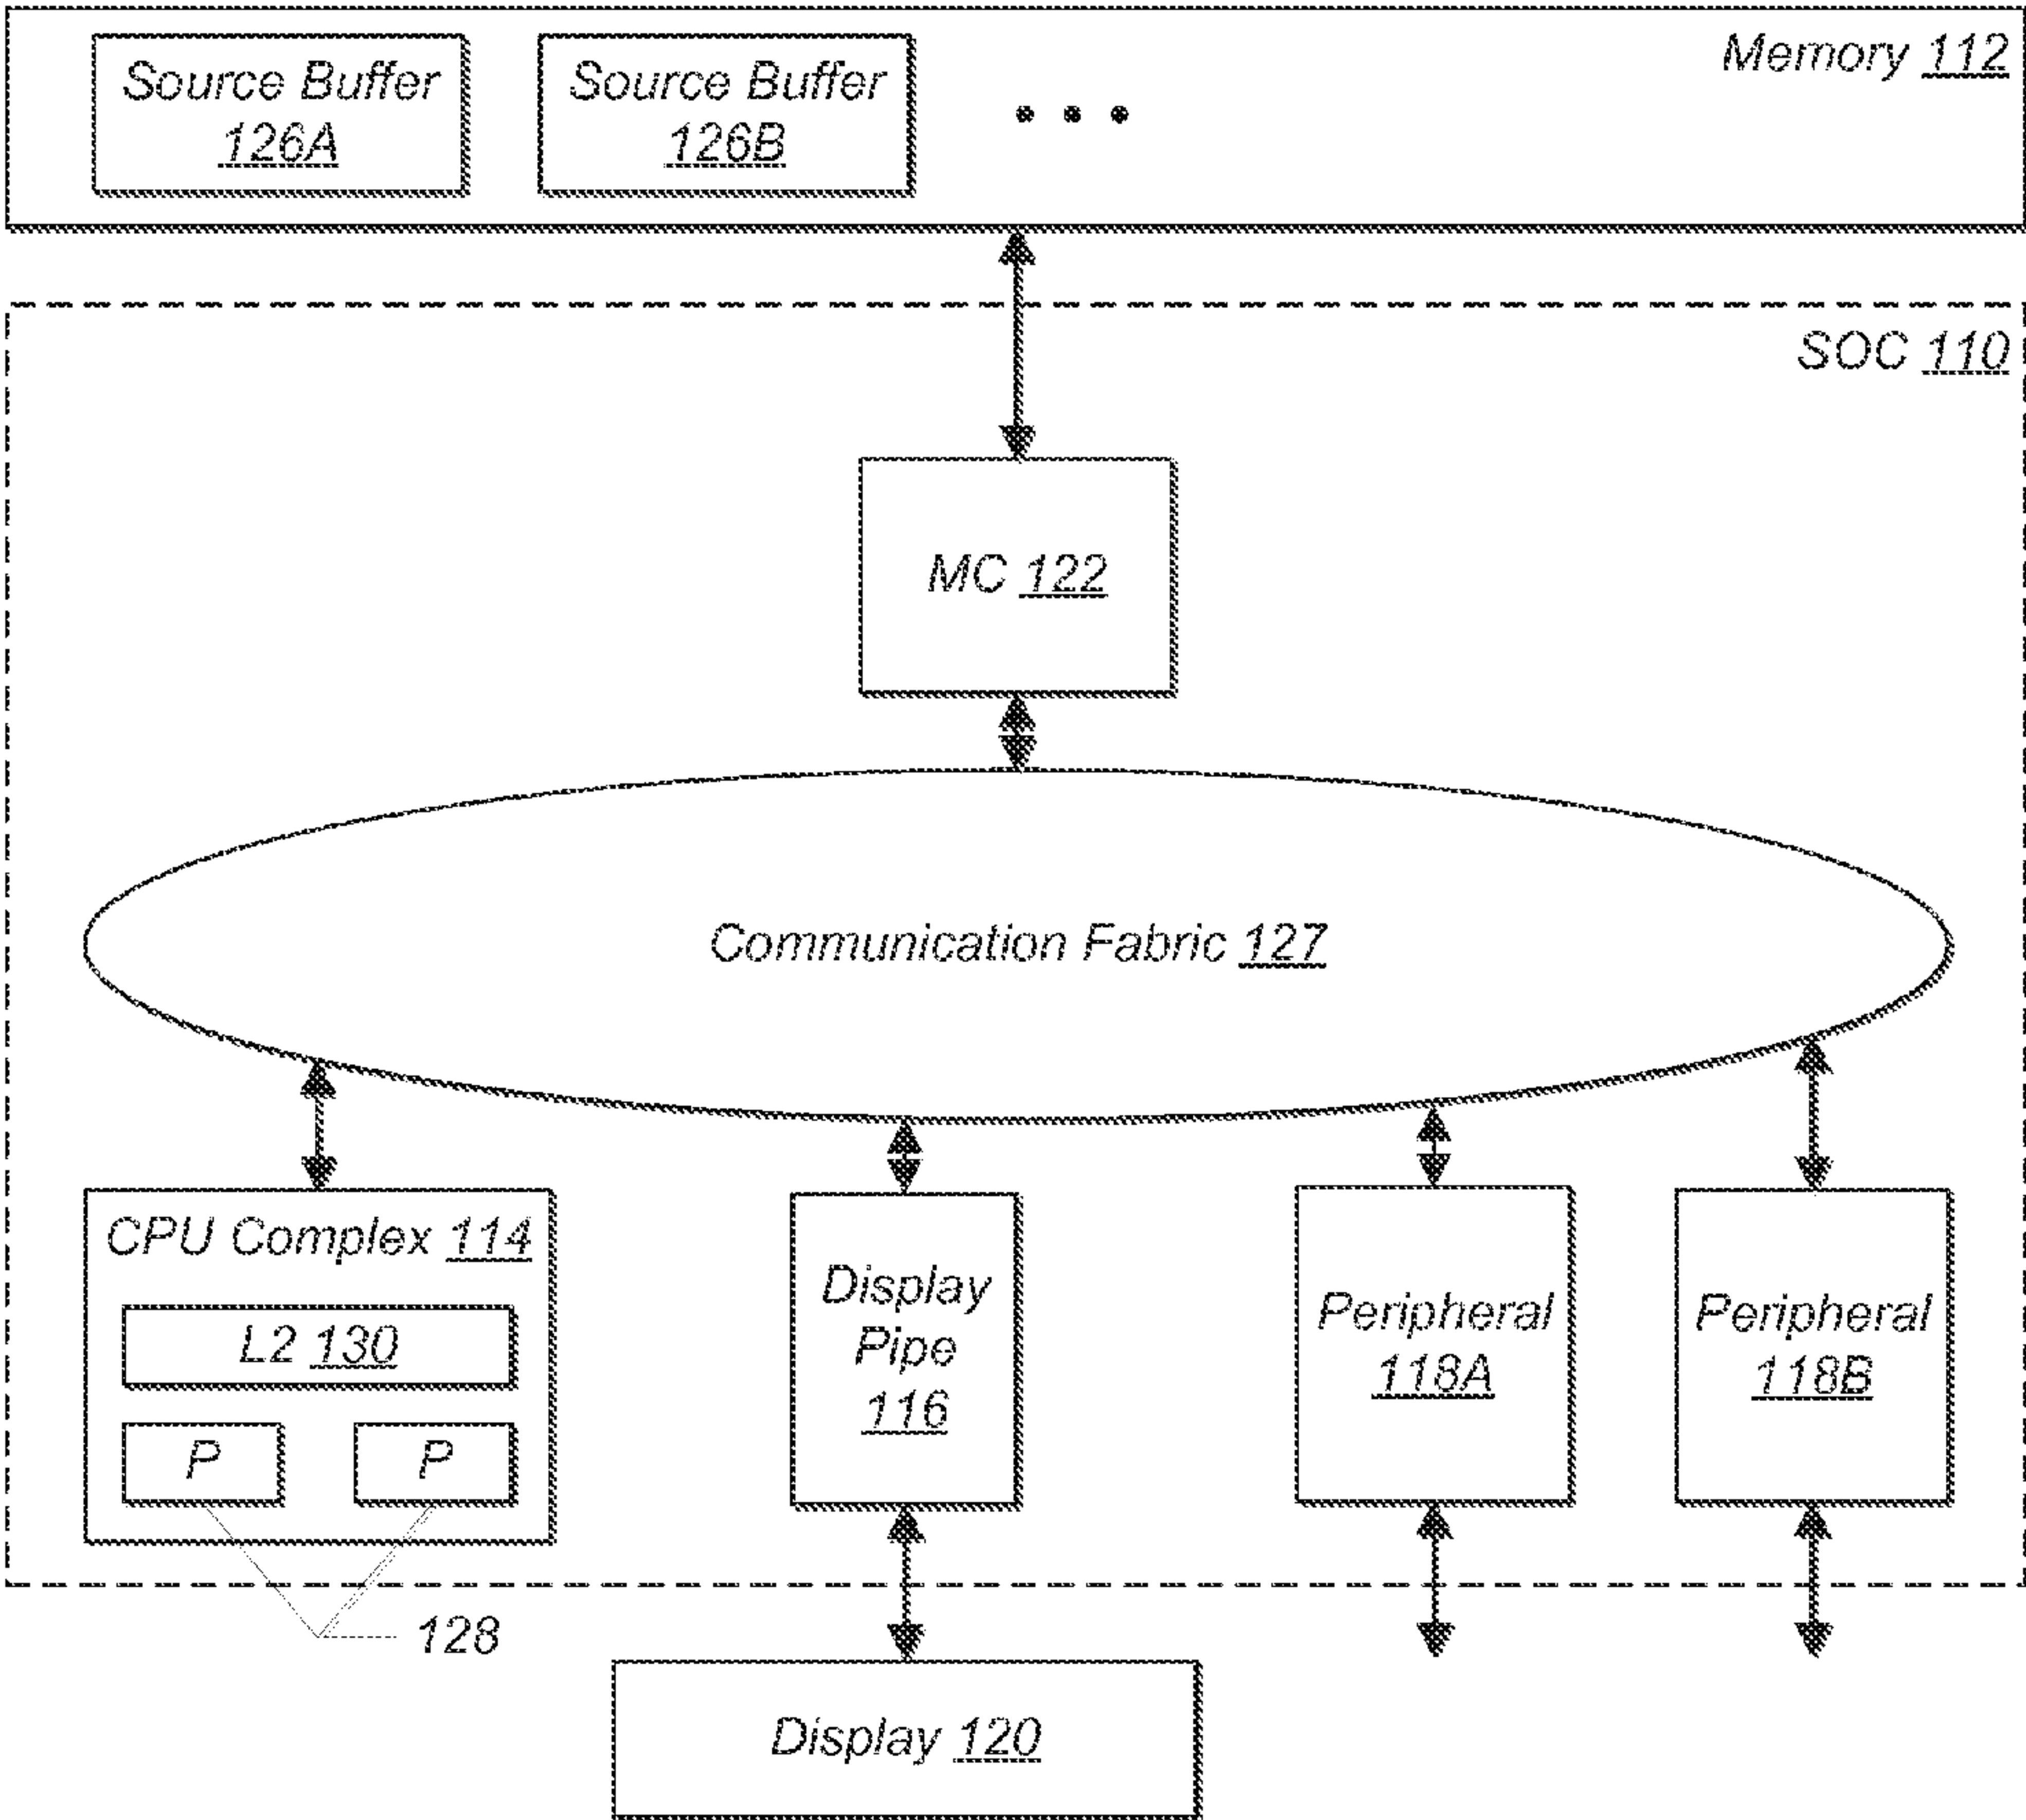 Memory 112
Source Buffer
126A
Source Buffer
126B
SOC 110
MC 122
Communication Fabric 127
CPU Complex 114
L2 130
P
P
128
Display
Pipe
116
Peripheral
118A
Peripheral
118B
Display 120